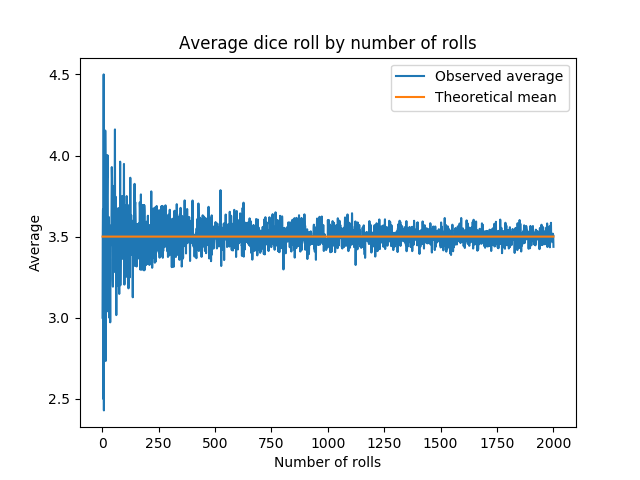 Average dice roll by number of rolls
Observed average
Theoretical mean
4.5
4.0
3.5
3.0
2.5
Average
0 250 500 750 1000 1250 1500 1750 2000
Number of rolls